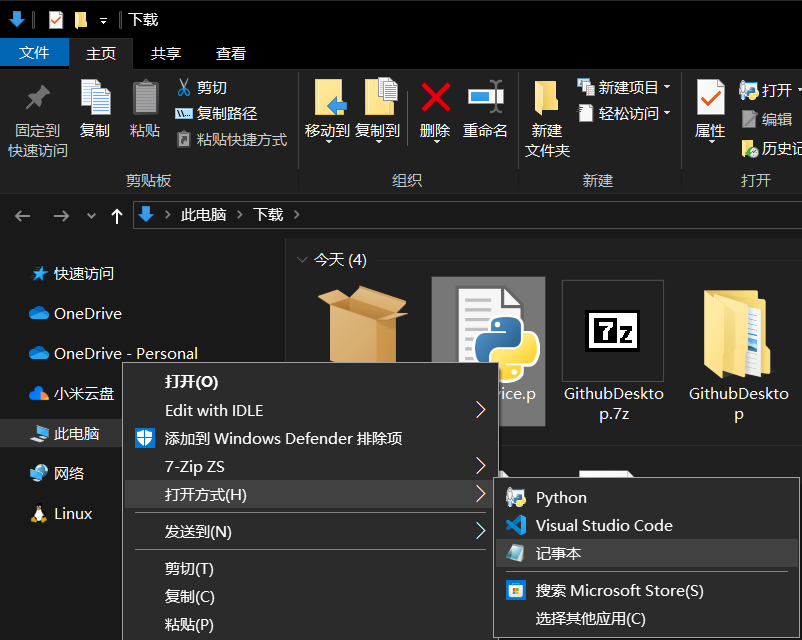 下载
文件 主页 共享 查看
固定到
快速访问
复制
粘贴
剪切
复制路径
粘贴快捷方式
剪贴板
移动到 复制到 删除 重命名
组织
新建
文件夹
新建项目
轻松访问
新建
属性
打开
编辑
历史记
打开
此电脑 下载
快速访问
OneDrive
OneDrive - Personal
小米云盘
此电脑
网络
Linux
今天 (4)
ice.p
7z
GithubDeskto
p.7z
GithubDeskto
p
打开(O)
Edit with IDLE
添加到 Windows Defender 排除项
7-Zip ZS
打开方式(H)
发送到(N)
剪切(T)
复制(C)
粘贴(P)
Python
Visual Studio Code
记事本
搜索 Microsoft Store(S)
选择其他应用(C)